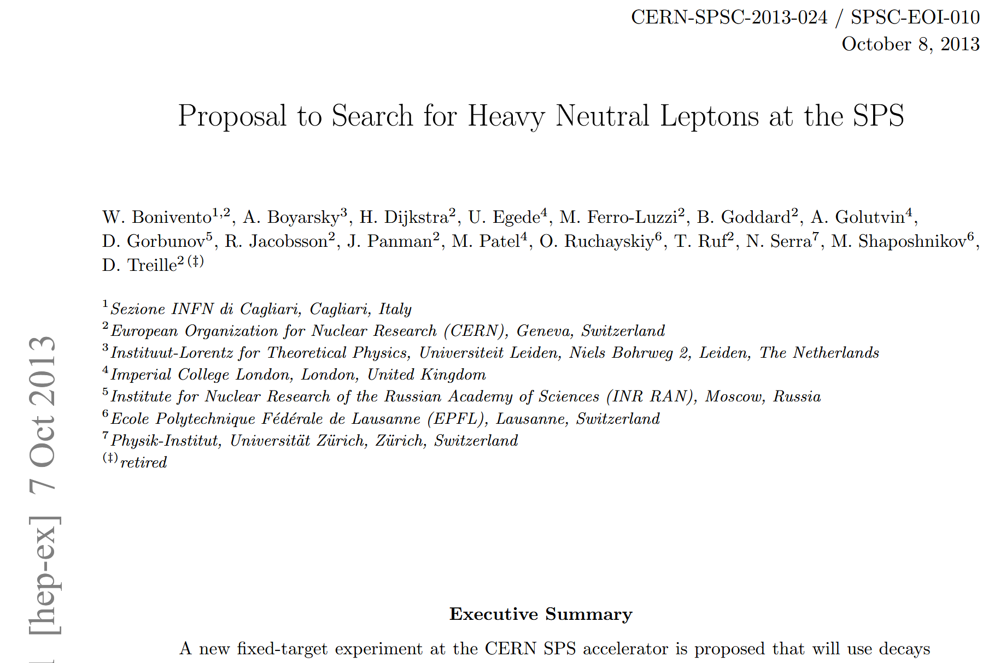 CERN-SPSC-2013-024 / SPSC-EOI-010
October 8, 2013
Proposal to Search for Heavy Neutral Leptons at the SPS
W. Bonivento1,2, A. Boyarsky3, H. Dijkstra2, U. Egede4, M. Ferro-Luzzi2, B. Goddard2, A. Golutvin4,
D. Gorbunov5, R. Jacobsson2, J. Panman2, M. Patel4, O. Ruchayskiy6, T. Ruf2, N. Serra7, M. Shaposhnikov6,
D. Treille2 (‡)
1Sezione INFN di Cagliari, Cagliari, Italy
2European Organization for Nuclear Research (CERN), Geneva, Switzerland
3Instituut-Lorentz for Theoretical Physics, Universiteit Leiden, Niels Bohrweg 2, Leiden, The Netherlands
4Imperial College London, London, United Kingdom
5Institute for Nuclear Research of the Russian Academy of Sciences (INR RAN), Moscow, Russia
6Ecole Polytechnique Fédérale de Lausanne (EPFL), Lausanne, Switzerland
7Physik-Institut, Universität Zürich, Zürich, Switzerland
(‡)retired
Executive Summary
A new fixed-target experiment at the CERN SPS accelerator is proposed that will use decays
[hep-ex] 7 Oct 2013